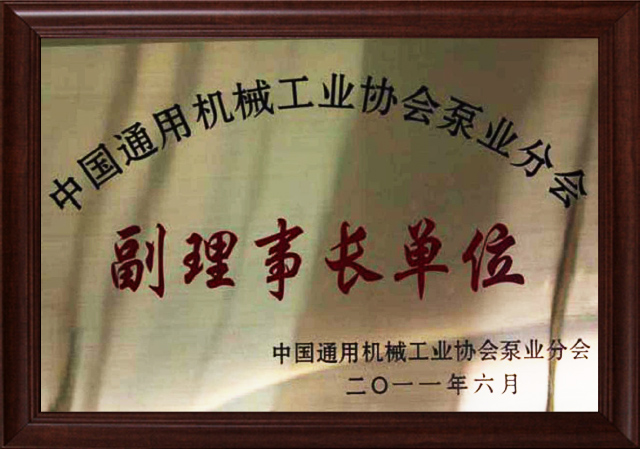 中国通用机械工业协会泵业分会
副理事长单位
中国通用机械工业协会泵业分会
二〇一一年六月